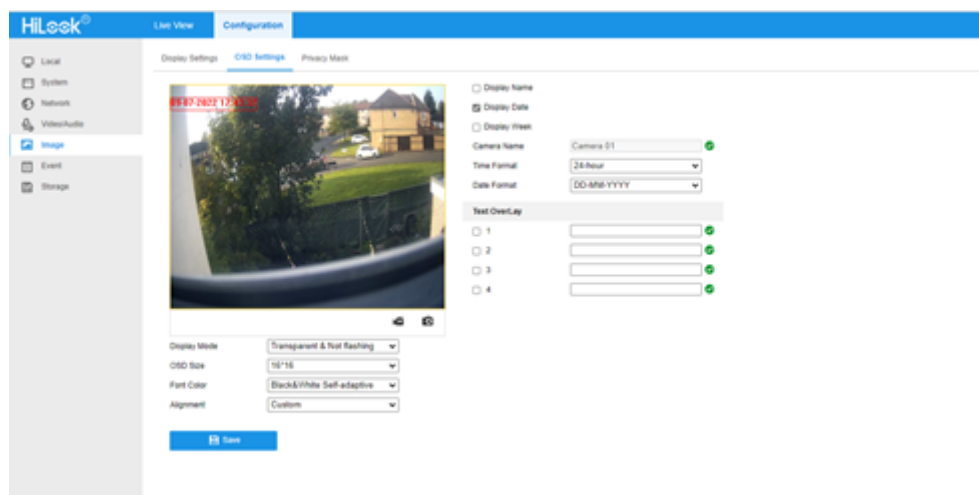 HiLook
Live View
Configuration
Local
System
Network
Video/Audio
Image
Event
Storage
Display Settings
OSD Settings
Privacy Mask
Display Name
Display Date
Display Week
Camera Name
Camera 01
Time Format
24-hour
Date Format
DD-MM-YYYY
Text OverLay
1
2
3
4
Display Mode
Transparent & Not flashing
OSD Size
16*16
Font Color
Black&White Self-adaptive
Alignment
Custom
Save